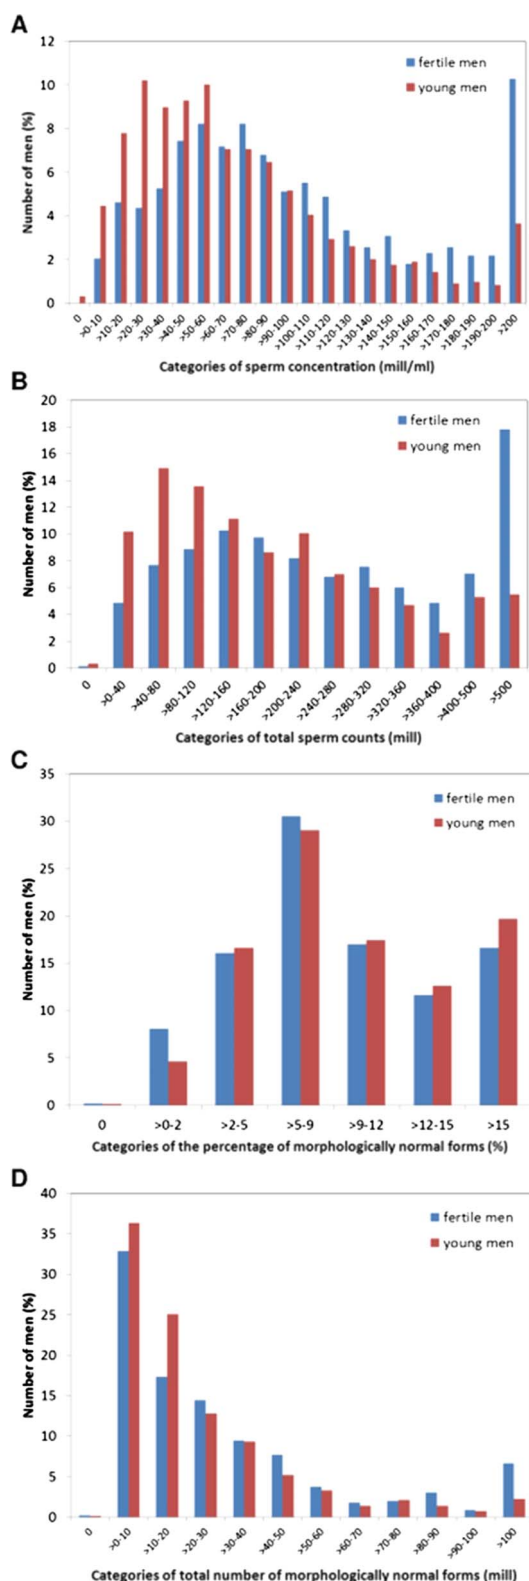 A
12
10
8
6
4
2
0
Number of men (%)
fertile men
young men
0 >0-10 >10-20 >20-30 >30-40 >40-50 >50-60 >60-70 >70-80 >80-90 >90-100 >100-110 >110-120 >120-130 >130-140 >140-150 >150-160 >160-170 >170-180 >180-190 >190-200 >200
Categories of sperm concentration (mill/ml)
B
20
18
16
14
12
10
8
6
4
2
0
Number of men (%)
fertile men
young men
0 >0-40 >40-80 >80-120 >120-160 >160-200 >200-240 >240-280 >280-320 >320-360 >360-400 >400-500 >500
Categories of total sperm counts (mill)
C
35
30
25
20
15
10
5
0
Number of men (%)
fertile men
young men
0 >0-2 >2-5 >5-9 >9-12 >12-15 >15
Categories of the percentage of morphologically normal forms (%)
D
40
35
30
25
20
15
10
5
0
Number of men (%)
fertile men
young men
0 >0-10 >10-20 >20-30 >30-40 >40-50 >50-60 >60-70 >70-80 >80-90 >90-100 >100
Categories of total number of morphologically normal forms (mill)